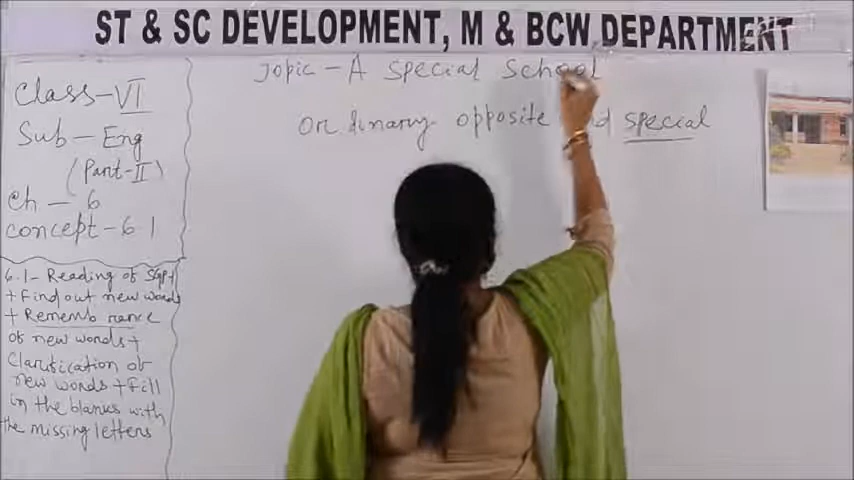 ST & SC DEVELOPMENT, M & BCW DEPARTMENT
Class-VI
Sub-Eng
(Part-II)
Ch-6
concept-6.1
6.1-Reading of SGP+
+Find out new words
+Remembrance
of new words+
Clarification of
new words+fill
in the blanks with
the missing letters
Topic-A special School
Ordinary opposite special